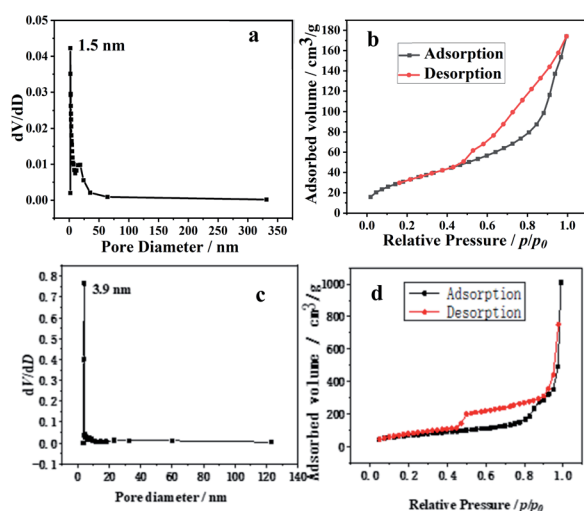 a
1.5 nm
dV/dD
0.05
0.04
0.03
0.02
0.01
0.00
0 50 100 150 200 250 300 350
Pore Diameter / nm
b
Adsorption
Desorption
Adsorbed volume / cm³/g
180
160
140
120
100
80
60
40
20
0
0.0 0.2 0.4 0.6 0.8 1.0
Relative Pressure / p/p₀
c
3.9 nm
dV/dD
0.8
0.7
0.6
0.5
0.4
0.3
0.2
0.1
0.0
-0.1
0 20 40 60 80 100 120 140
Pore diameter / nm
d
Adsorption
Desorption
Adsorbed volume / cm³/g
1000
800
600
400
200
0
0.0 0.2 0.4 0.6 0.8 1.0
Relative Pressure / p/p₀